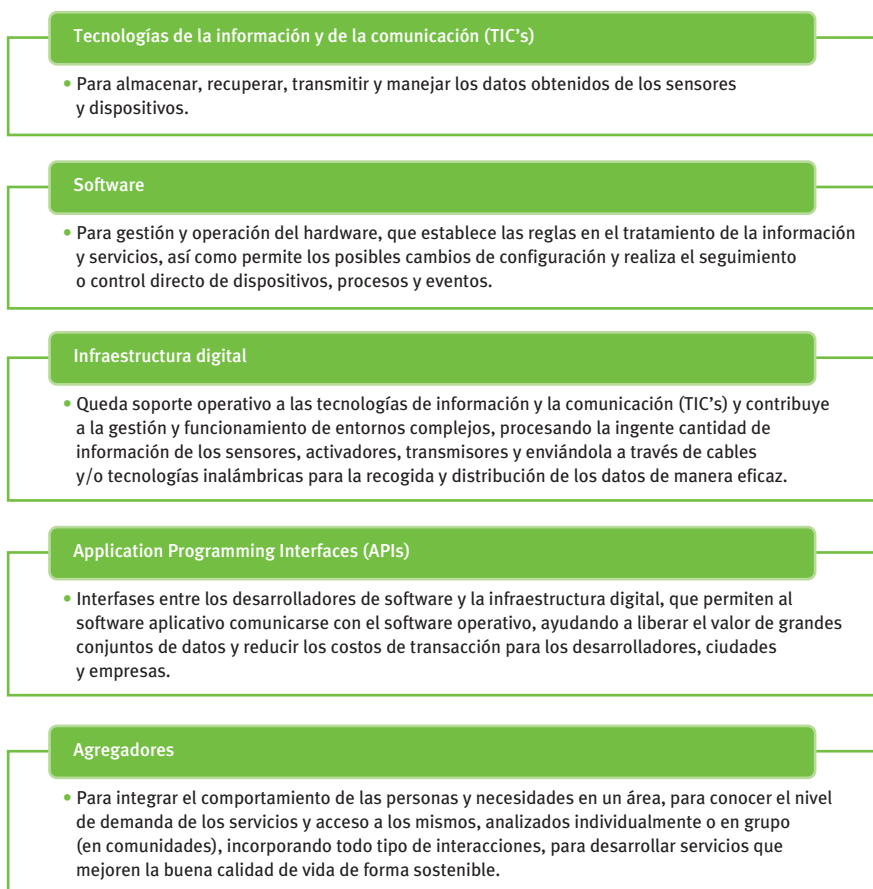 Tecnologías de la información y de la comunicación (TIC’s)
• Para almacenar, recuperar, transmitir y manejar los datos obtenidos de los sensores
y dispositivos.
Software
• Para gestión y operación del hardware, que establece las reglas en el tratamiento de la información
y servicios, así como permite los posibles cambios de configuración y realiza el seguimiento
o control directo de dispositivos, procesos y eventos.
Infraestructura digital
• Queda soporte operativo a las tecnologías de información y la comunicación (TIC’s) y contribuye
a la gestión y funcionamiento de entornos complejos, procesando la ingente cantidad de
información de los sensores, activadores, transmisores y enviándola a través de cables
y/o tecnologías inalámbricas para la recogida y distribución de los datos de manera eficaz.
Application Programming Interfaces (APIs)
• Interfases entre los desarrolladores de software y la infraestructura digital, que permiten al
software aplicativo comunicarse con el software operativo, ayudando a liberar el valor de grandes
conjuntos de datos y reducir los costos de transacción para los desarrolladores, ciudades
y empresas.
Agregadores
• Para integrar el comportamiento de las personas y necesidades en un área, para conocer el nivel
de demanda de los servicios y acceso a los mismos, analizados individualmente o en grupo
(en comunidades), incorporando todo tipo de interacciones, para desarrollar servicios que
mejoren la buena calidad de vida de forma sostenible.